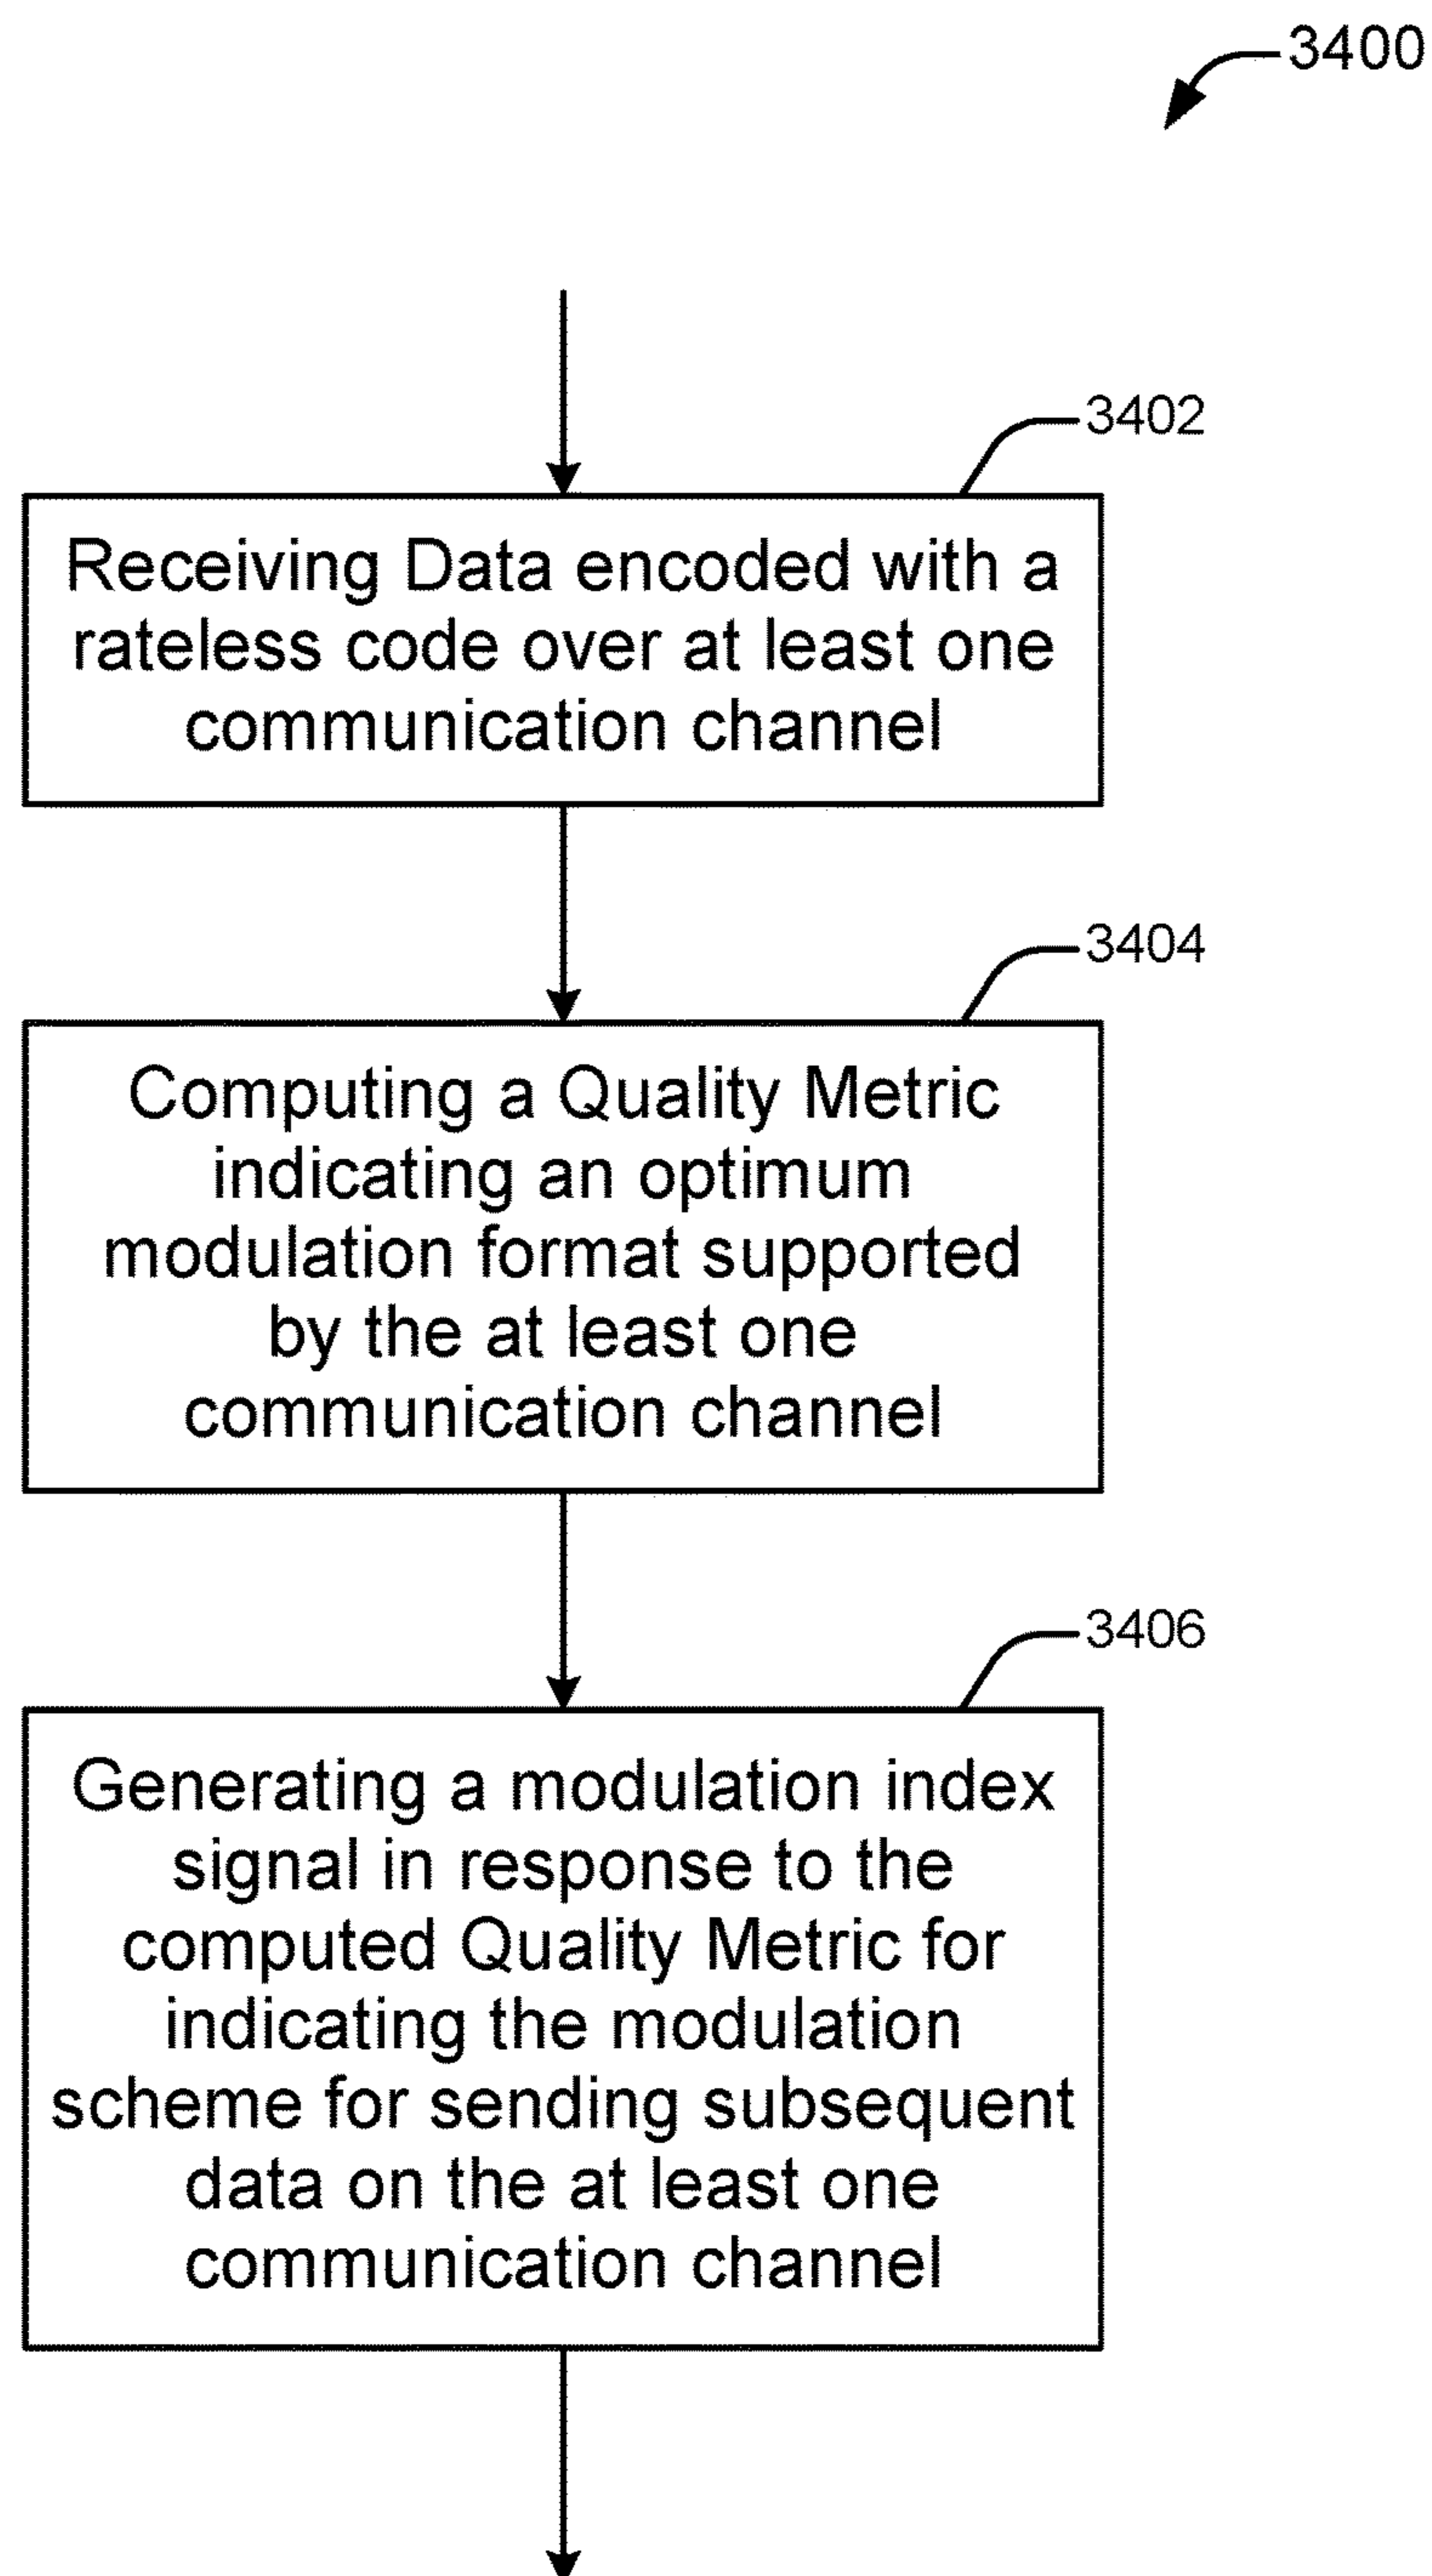 3400
3402
Receiving Data encoded with a
rateless code over at least one
communication channel
3404
Computing a Quality Metric
indicating an optimum
modulation format supported
by the at least one
communication channel
3406
Generating a modulation index
signal in response to the
computed Quality Metric for
indicating the modulation
scheme for sending subsequent
data on the at least one
communication channel